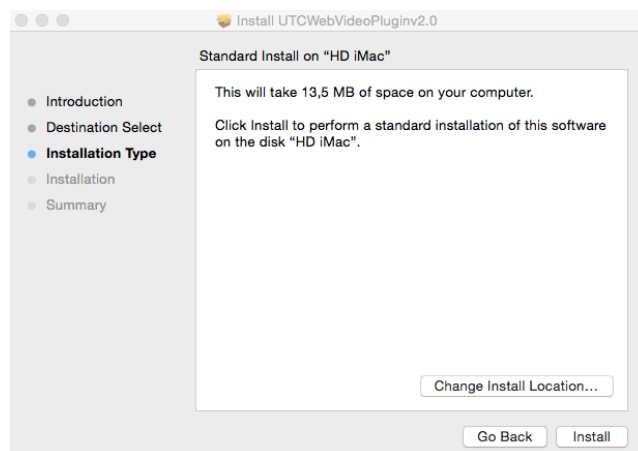 Install UTCWebVideoPluginv2.0
Standard Install on “HD iMac”
Introduction
Destination Select
Installation Type
Installation
Summary
This will take 13,5 MB of space on your computer.
Click Install to perform a standard installation of this software
on the disk “HD iMac”.
Change Install Location...
Go Back
Install